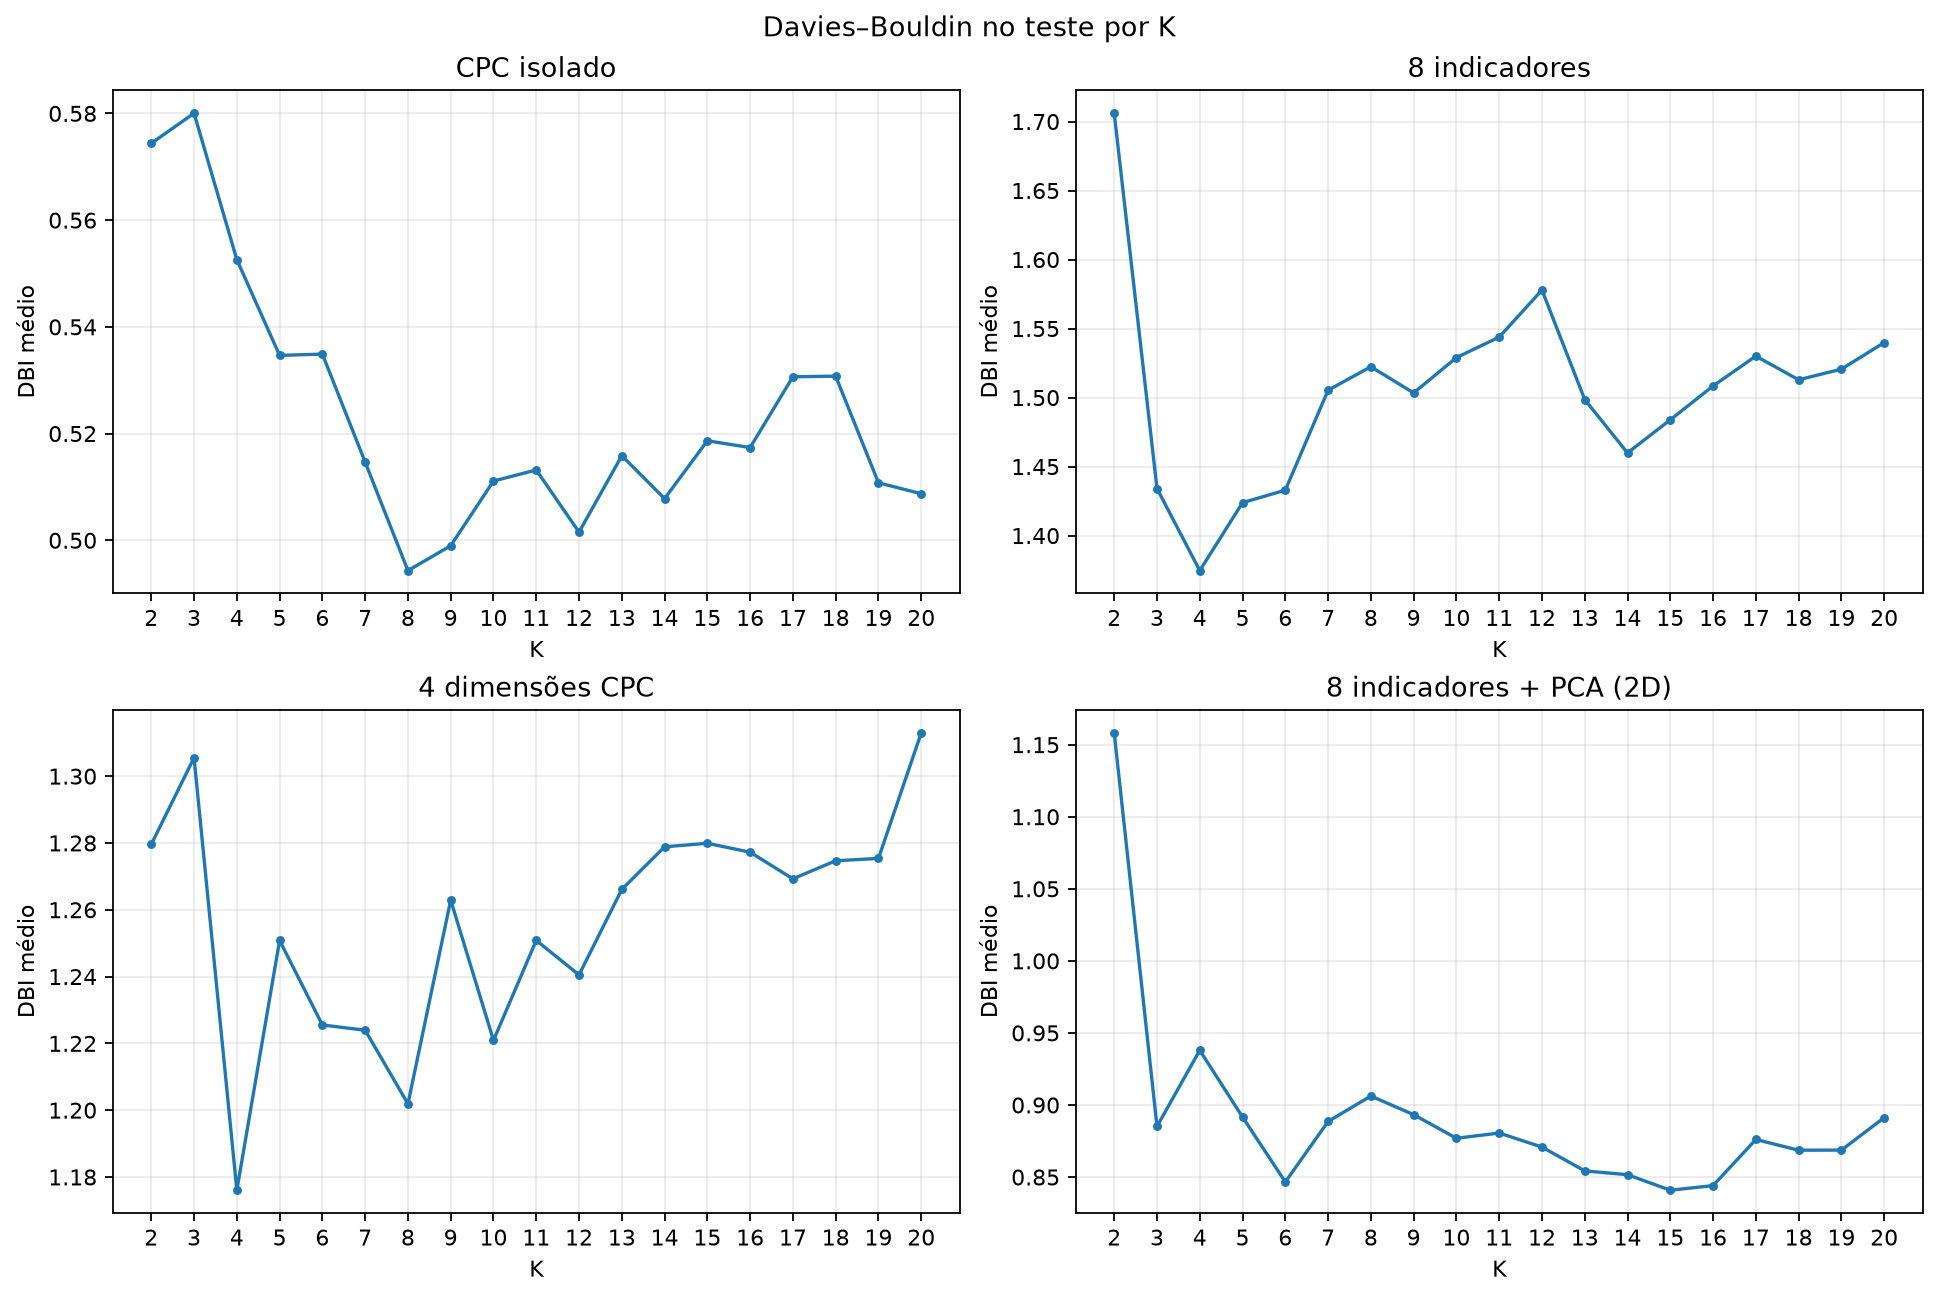 Davies–Bouldin no teste por K
CPC isolado
DBI médio
0.58
0.56
0.54
0.52
0.50
2 3 4 5 6 7 8 9 10 11 12 13 14 15 16 17 18 19 20
K
8 indicadores
DBI médio
1.70
1.65
1.60
1.55
1.50
1.45
1.40
2 3 4 5 6 7 8 9 10 11 12 13 14 15 16 17 18 19 20
K
4 dimensões CPC
DBI médio
1.30
1.28
1.26
1.24
1.22
1.20
1.18
2 3 4 5 6 7 8 9 10 11 12 13 14 15 16 17 18 19 20
K
8 indicadores + PCA (2D)
DBI médio
1.15
1.10
1.05
1.00
0.95
0.90
0.85
2 3 4 5 6 7 8 9 10 11 12 13 14 15 16 17 18 19 20
K